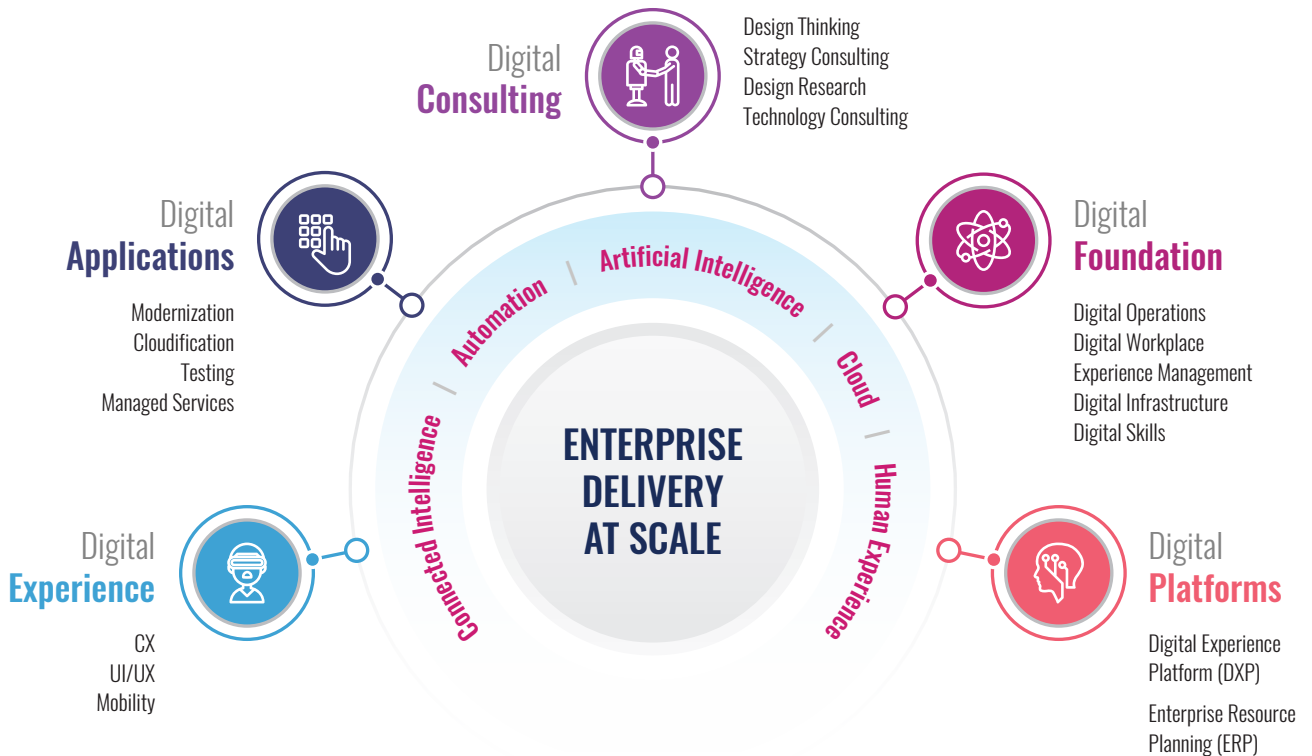 Digital
Consulting
Design Thinking
Strategy Consulting
Design Research
Technology Consulting
Digital
Applications
Modernization
Cloudification
Testing
Managed Services
Digital
Foundation
Digital Operations
Digital Workplace
Experience Management
Digital Infrastructure
Digital Skills
Connected Intelligence
Automation
Artificial Intelligence
Cloud
Human Experience
ENTERPRISE
DELIVERY
AT SCALE
Digital
Experience
CX
UI/UX
Mobility
Digital
Platforms
Digital Experience
Platform (DXP)
Enterprise Resource
Planning (ERP)